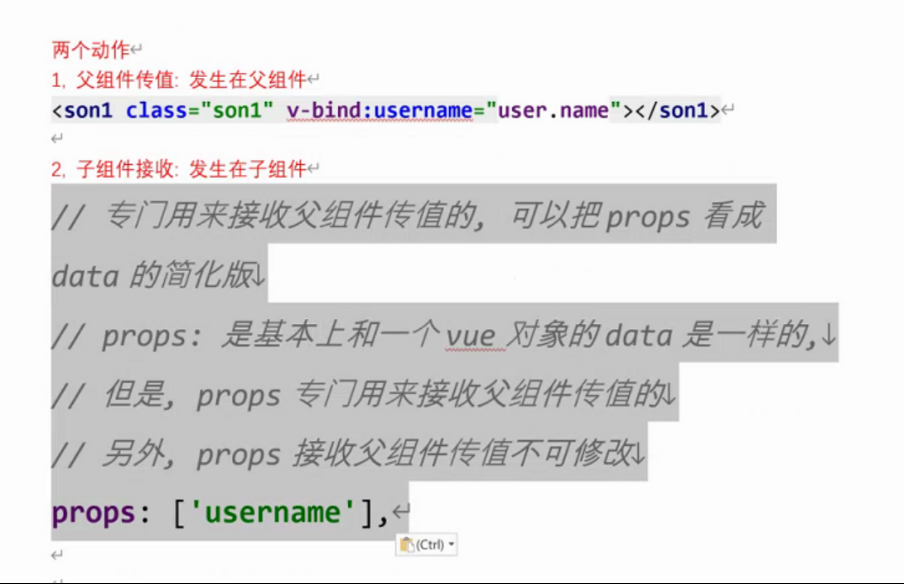 两个动作
1, 父组件传值: 发生在父组件
<son1 class="son1" v-bind:username="user.name"></son1>
2, 子组件接收: 发生在子组件
// 专门用来接收父组件传值的, 可以把 props 看成
data 的简化版
// props: 是基本上和一个 vue 对象的 data 是一样的,
// 但是, props 专门用来接收父组件传值的
// 另外, props 接收父组件传值不可修改
props: ['username'],
(Ctrl)